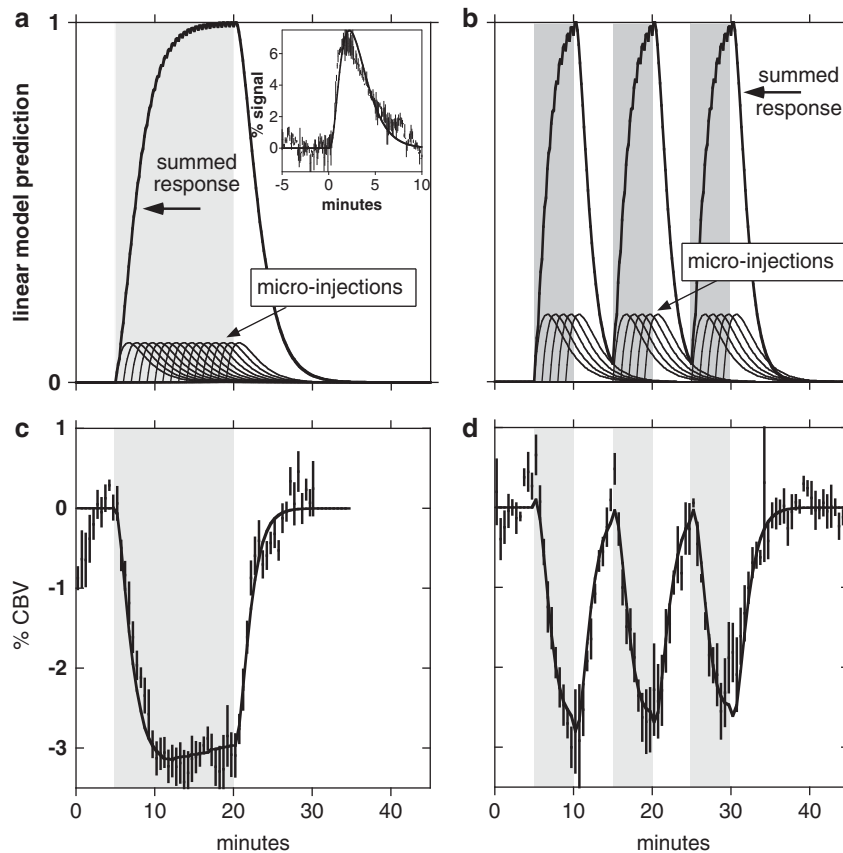 a
b
linear model prediction
1
0
summed
response
micro-injections
% signal
6
4
2
0
-5 0 5 10
minutes
summed
response
micro-injections
c
d
% CBV
1
0
-1
-2
-3
0 10 20 30 40
minutes
0 10 20 30 40
minutes